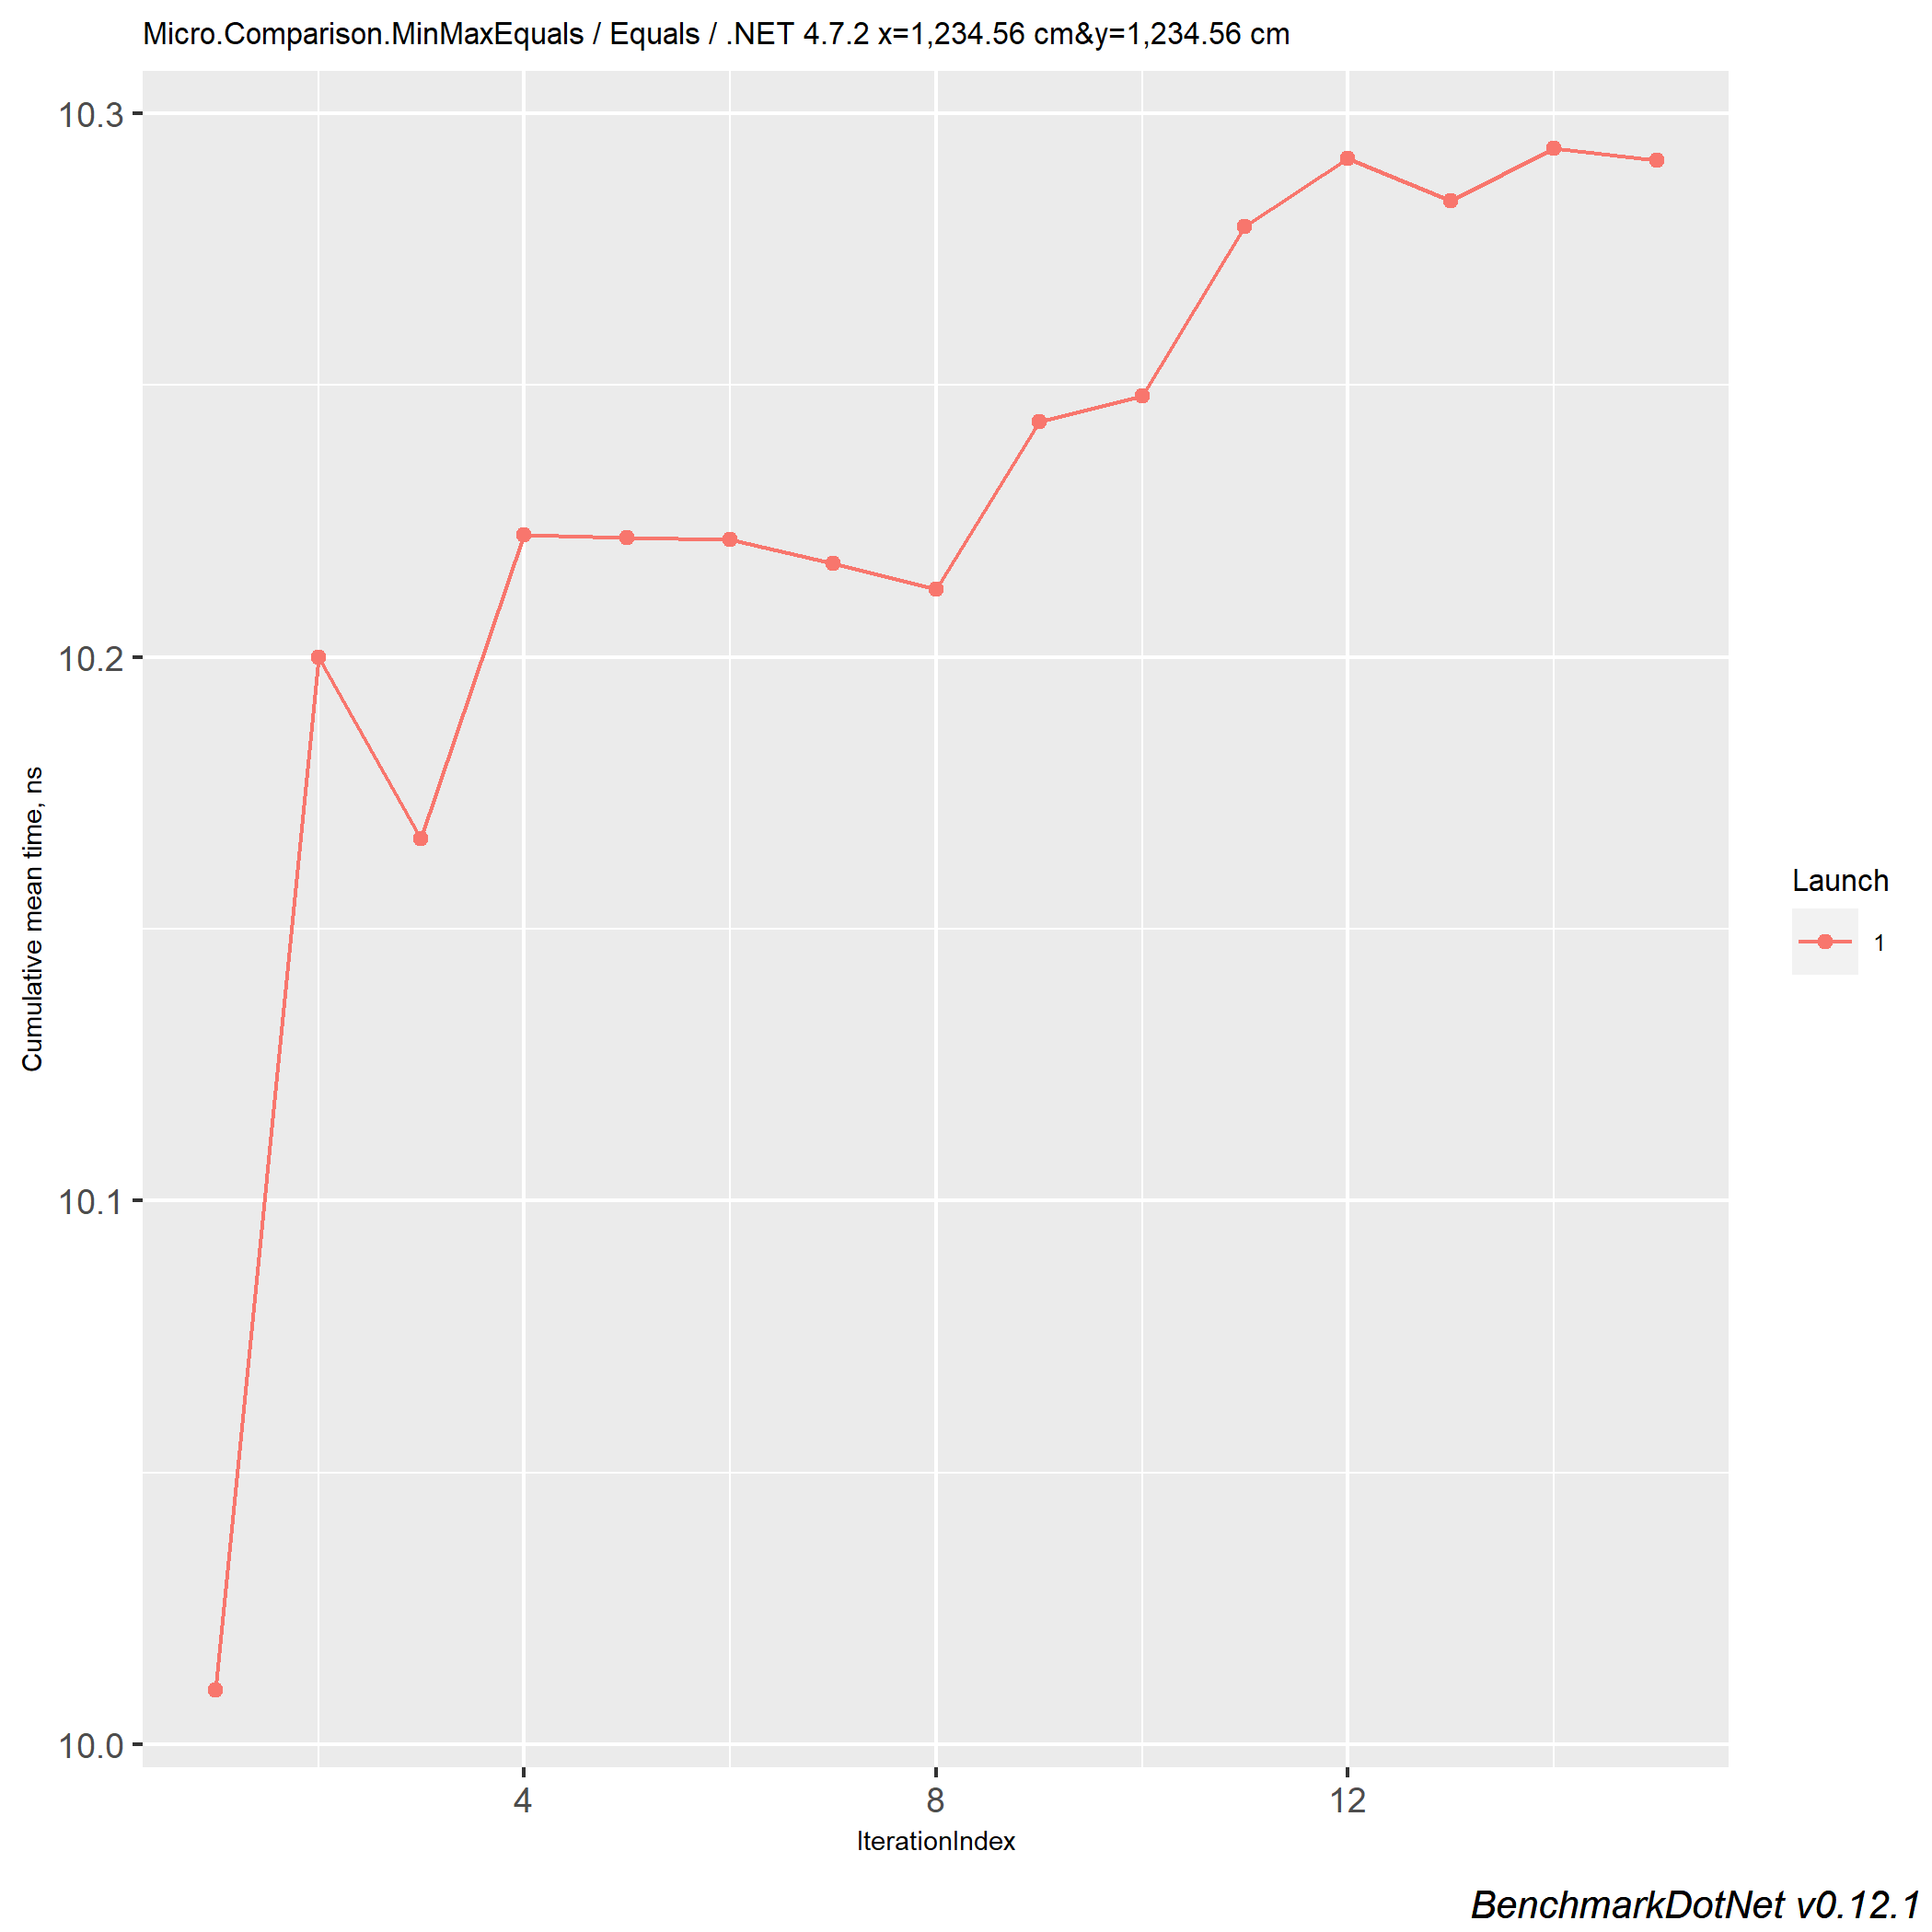 Micro.Comparison.MinMaxEquals / Equals / .NET 4.7.2 x=1,234.56 cm&y=1,234.56 cm
10.3
10.2
10.1
10.0
Cumulative mean time, ns
4
8
12
IterationIndex
Launch
1
BenchmarkDotNet v0.12.1